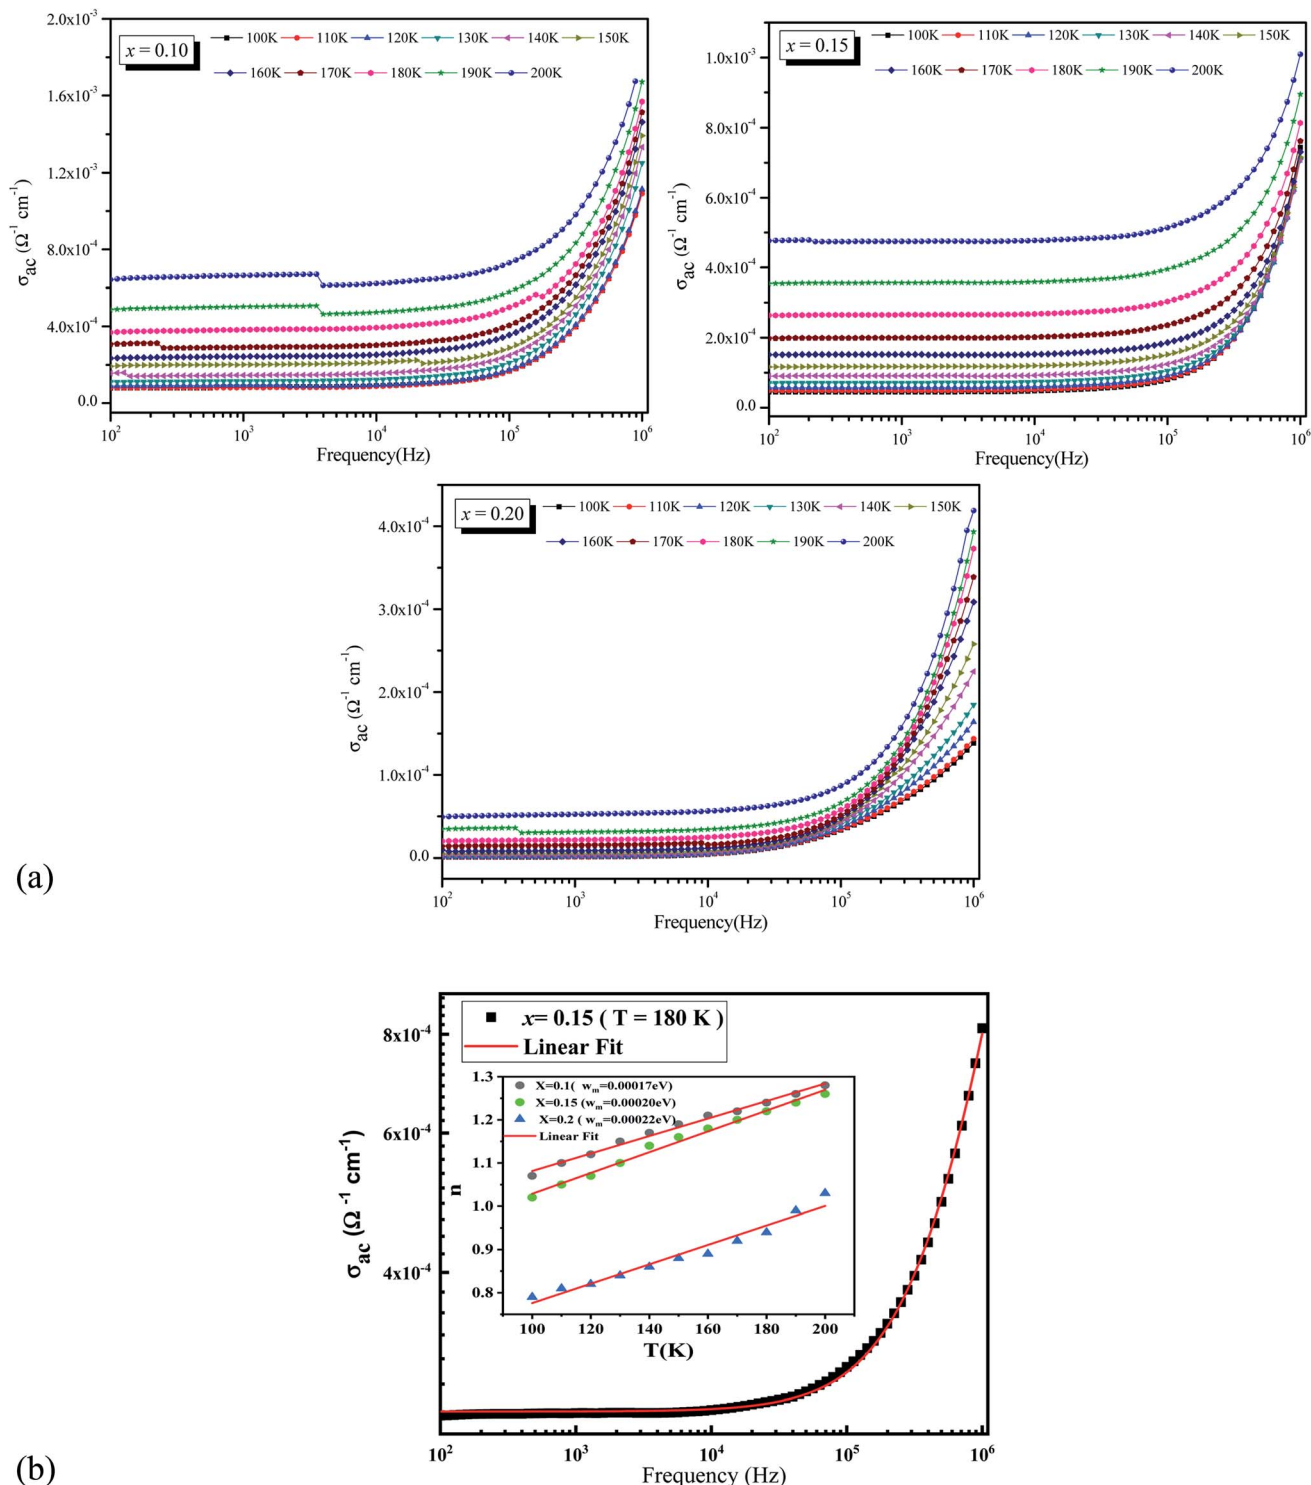 2.0x10⁻³
1.6x10⁻³
1.2x10⁻³
8.0x10⁻⁴
4.0x10⁻⁴
0.0
σac (Ω⁻¹ cm⁻¹)
x = 0.10
100K 110K 120K 130K 140K 150K
160K 170K 180K 190K 200K
10² 10³ 10⁴ 10⁵ 10⁶
Frequency(Hz)
1.0x10⁻³
8.0x10⁻⁴
6.0x10⁻⁴
4.0x10⁻⁴
2.0x10⁻⁴
0.0
σac (Ω⁻¹ cm⁻¹)
x = 0.15
100K 110K 120K 130K 140K 150K
160K 170K 180K 190K 200K
10² 10³ 10⁴ 10⁵ 10⁶
Frequency(Hz)
4.0x10⁻⁴
3.0x10⁻⁴
2.0x10⁻⁴
1.0x10⁻⁴
0.0
σac (Ω⁻¹ cm⁻¹)
x = 0.20
100K 110K 120K 130K 140K 150K
160K 170K 180K 190K 200K
10² 10³ 10⁴ 10⁵ 10⁶
Frequency(Hz)
(a)
8x10⁻⁴
6x10⁻⁴
4x10⁻⁴
σac (Ω⁻¹ cm⁻¹)
x= 0.15 ( T = 180 K )
Linear Fit
1.3
1.2
1.1
1.0
0.9
0.8
n
X=0.1( wm=0.00017eV)
X=0.15 (wm=0.00020eV)
X=0.2 ( wm=0.00022eV)
Linear Fit
100 120 140 160 180 200
T(K)
10² 10³ 10⁴ 10⁵ 10⁶
Frequency (Hz)
(b)